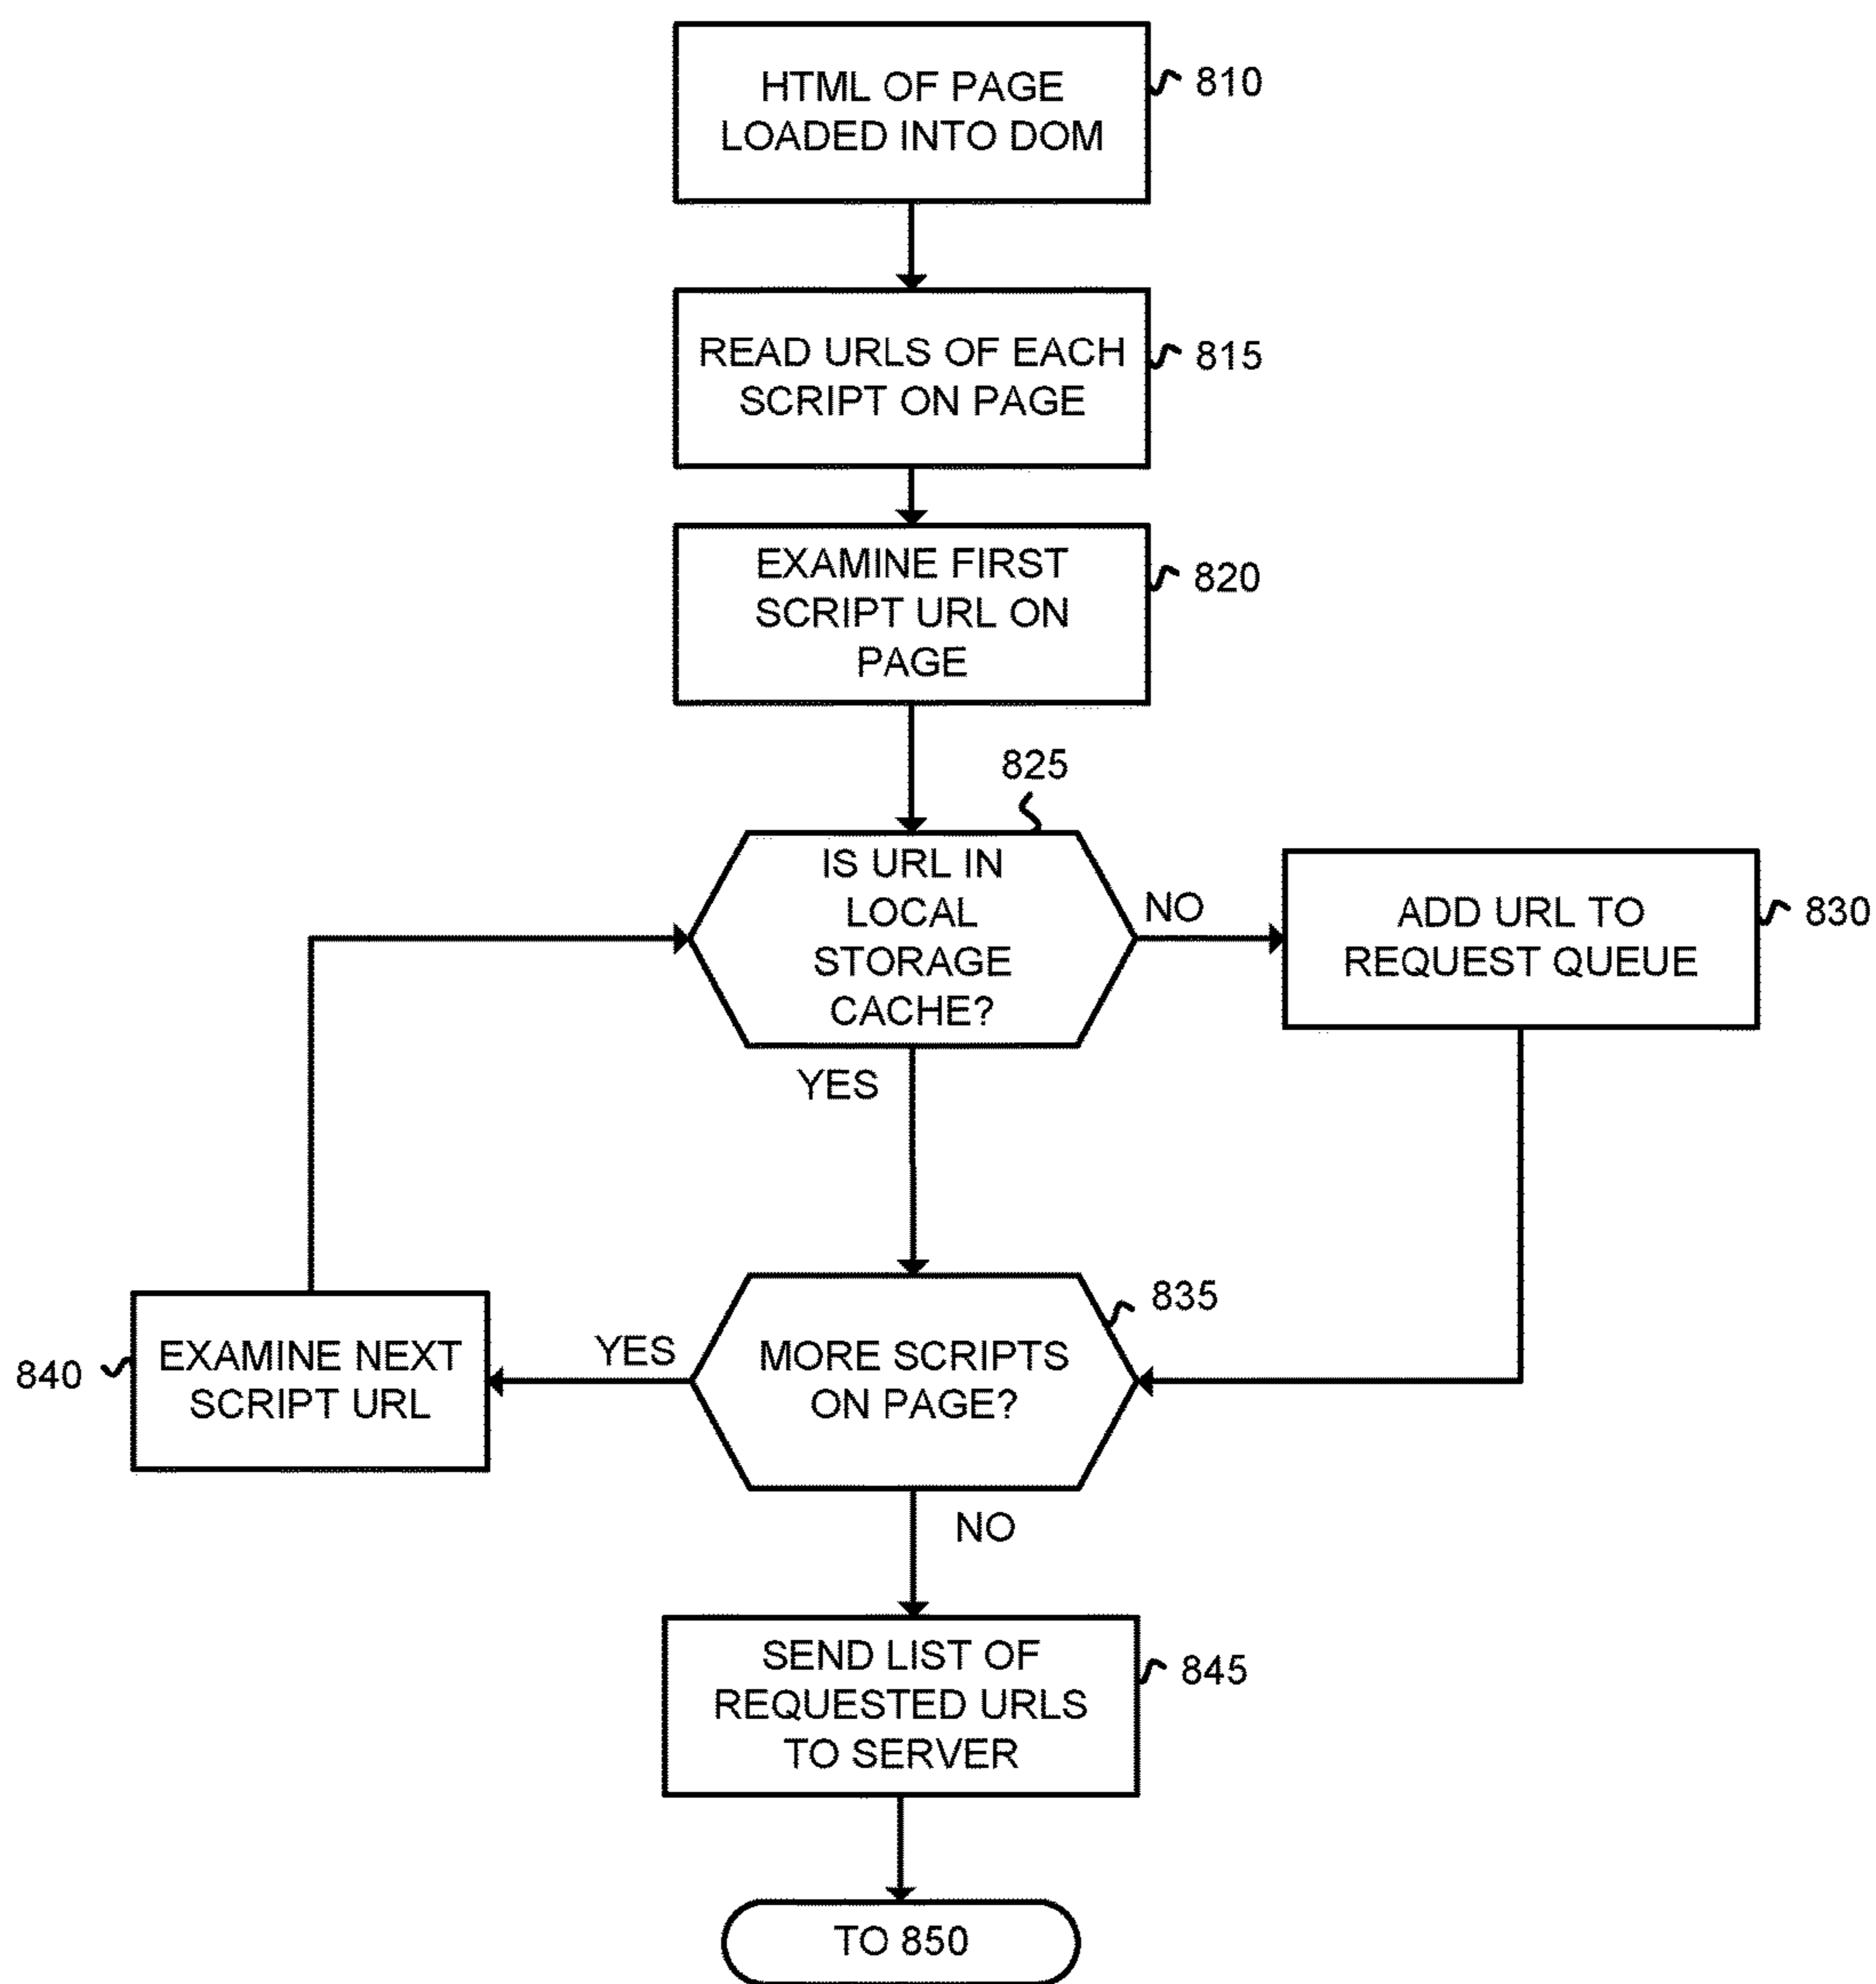 HTML OF PAGE
LOADED INTO DOM
810
READ URLS OF EACH
SCRIPT ON PAGE
815
EXAMINE FIRST
SCRIPT URL ON
PAGE
820
825
IS URL IN
LOCAL
STORAGE
CACHE?
NO
ADD URL TO
REQUEST QUEUE
830
YES
835
MORE SCRIPTS
ON PAGE?
YES
EXAMINE NEXT
SCRIPT URL
840
NO
SEND LIST OF
REQUESTED URLS
TO SERVER
845
TO 850